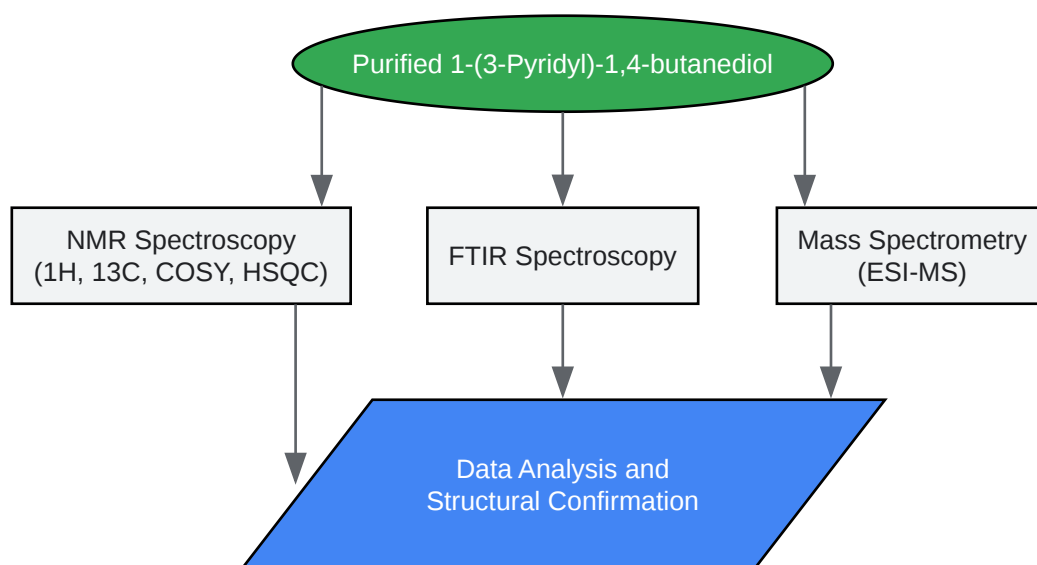 Purified 1-(3-Pyridyl)-1,4-butanediol
NMR Spectroscopy
(1H, 13C, COSY, HSQC)
FTIR Spectroscopy
Mass Spectrometry
(ESI-MS)
Data Analysis and
Structural Confirmation